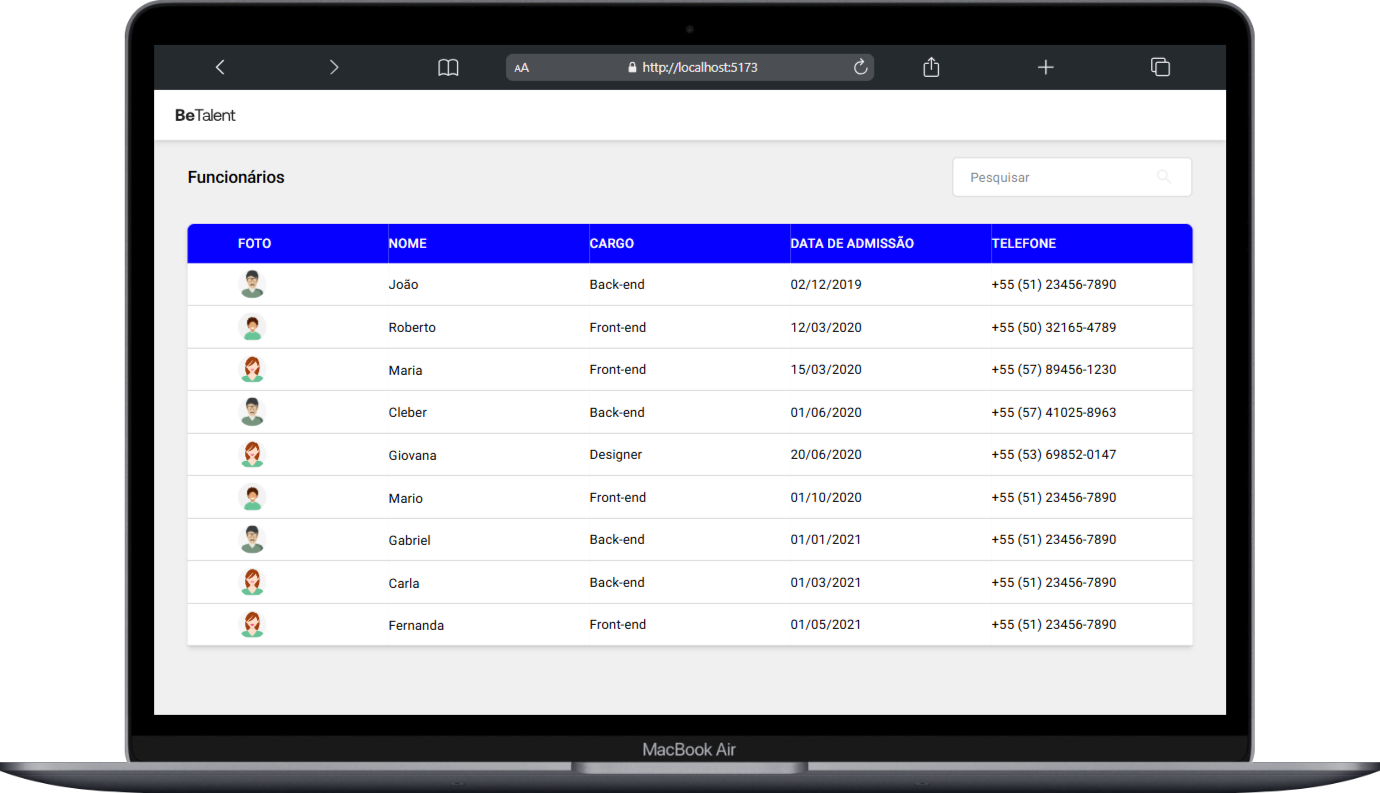 AA http://localhost:5173
BeTalent
Funcionários Pesquisar
FOTO NOME CARGO DATA DE ADMISSÃO TELEFONE
João Back-end 02/12/2019 +55 (51) 23456-7890
Roberto Front-end 12/03/2020 +55 (50) 32165-4789
Maria Front-end 15/03/2020 +55 (57) 89456-1230
Cleber Back-end 01/06/2020 +55 (57) 41025-8963
Giovana Designer 20/06/2020 +55 (53) 69852-0147
Mario Front-end 01/10/2020 +55 (51) 23456-7890
Gabriel Back-end 01/01/2021 +55 (51) 23456-7890
Carla Back-end 01/03/2021 +55 (51) 23456-7890
Fernanda Front-end 01/05/2021 +55 (51) 23456-7890
MacBook Air